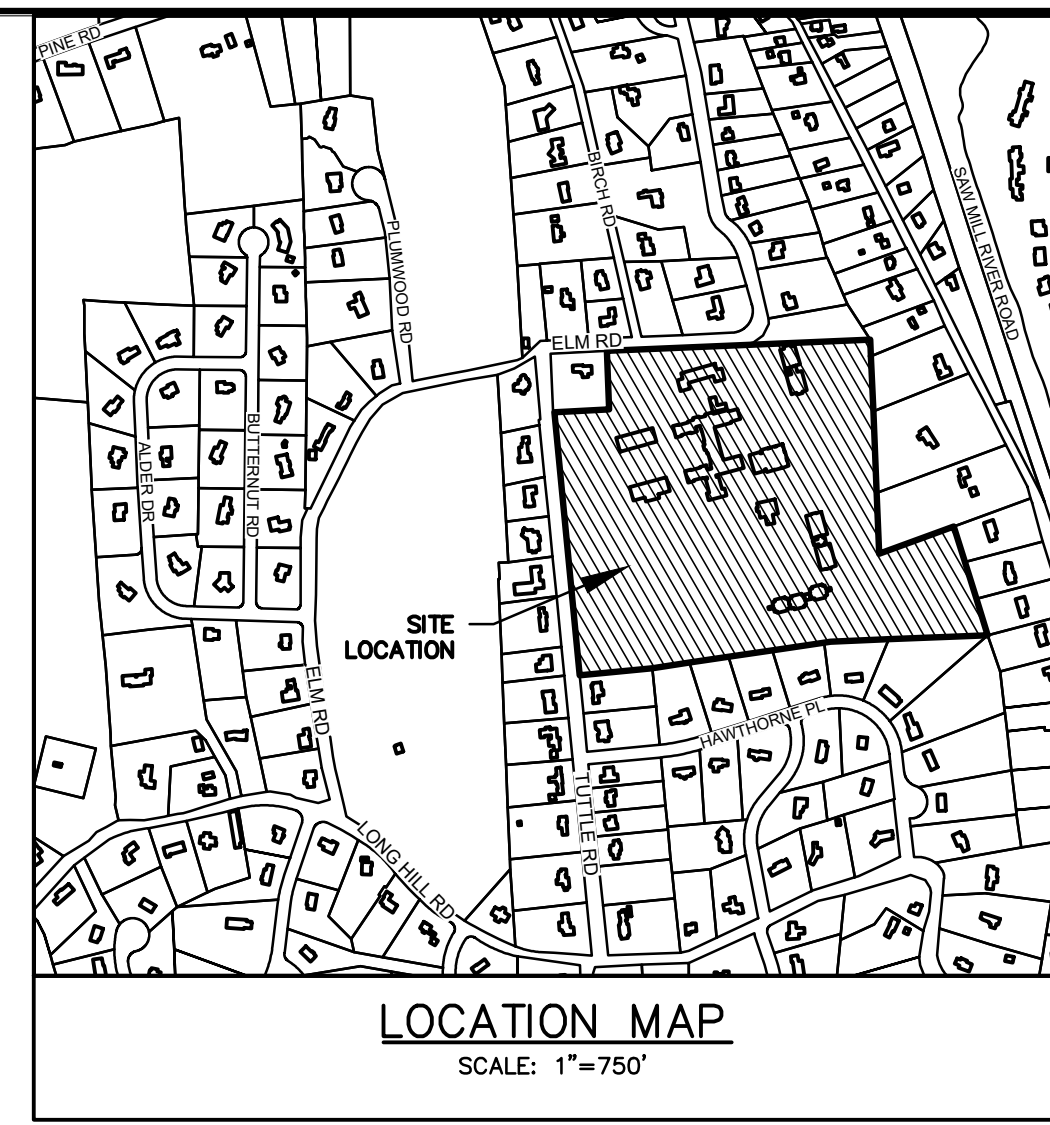 PINE RD
BIRCH RD
SAW MILL RIVER ROAD
PLUMWOOD RD
ELM RD
BUTTERNUT RD
ALDER DR
SITE
LOCATION
ELM RD
HAWTHORNE PL
TUTTLE RD
LONG HILL RD
LOCATION MAP
SCALE: 1"=750'